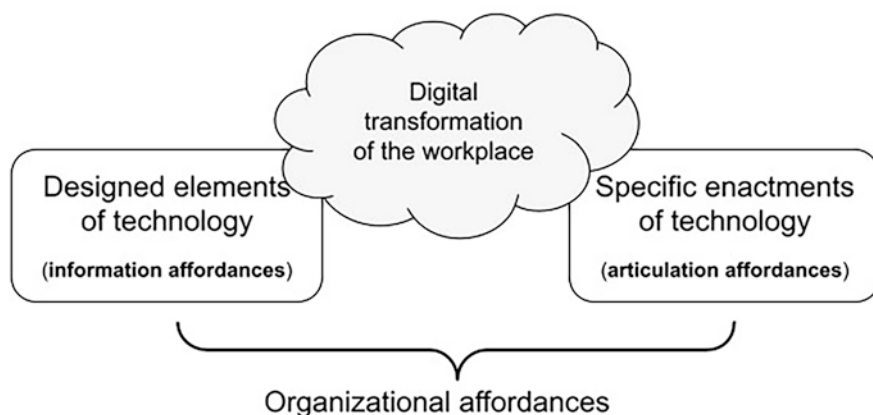 Digital
transformation
of the workplace
Designed elements
of technology
(information affordances)
Specific enactments
of technology
(articulation affordances)
Organizational affordances